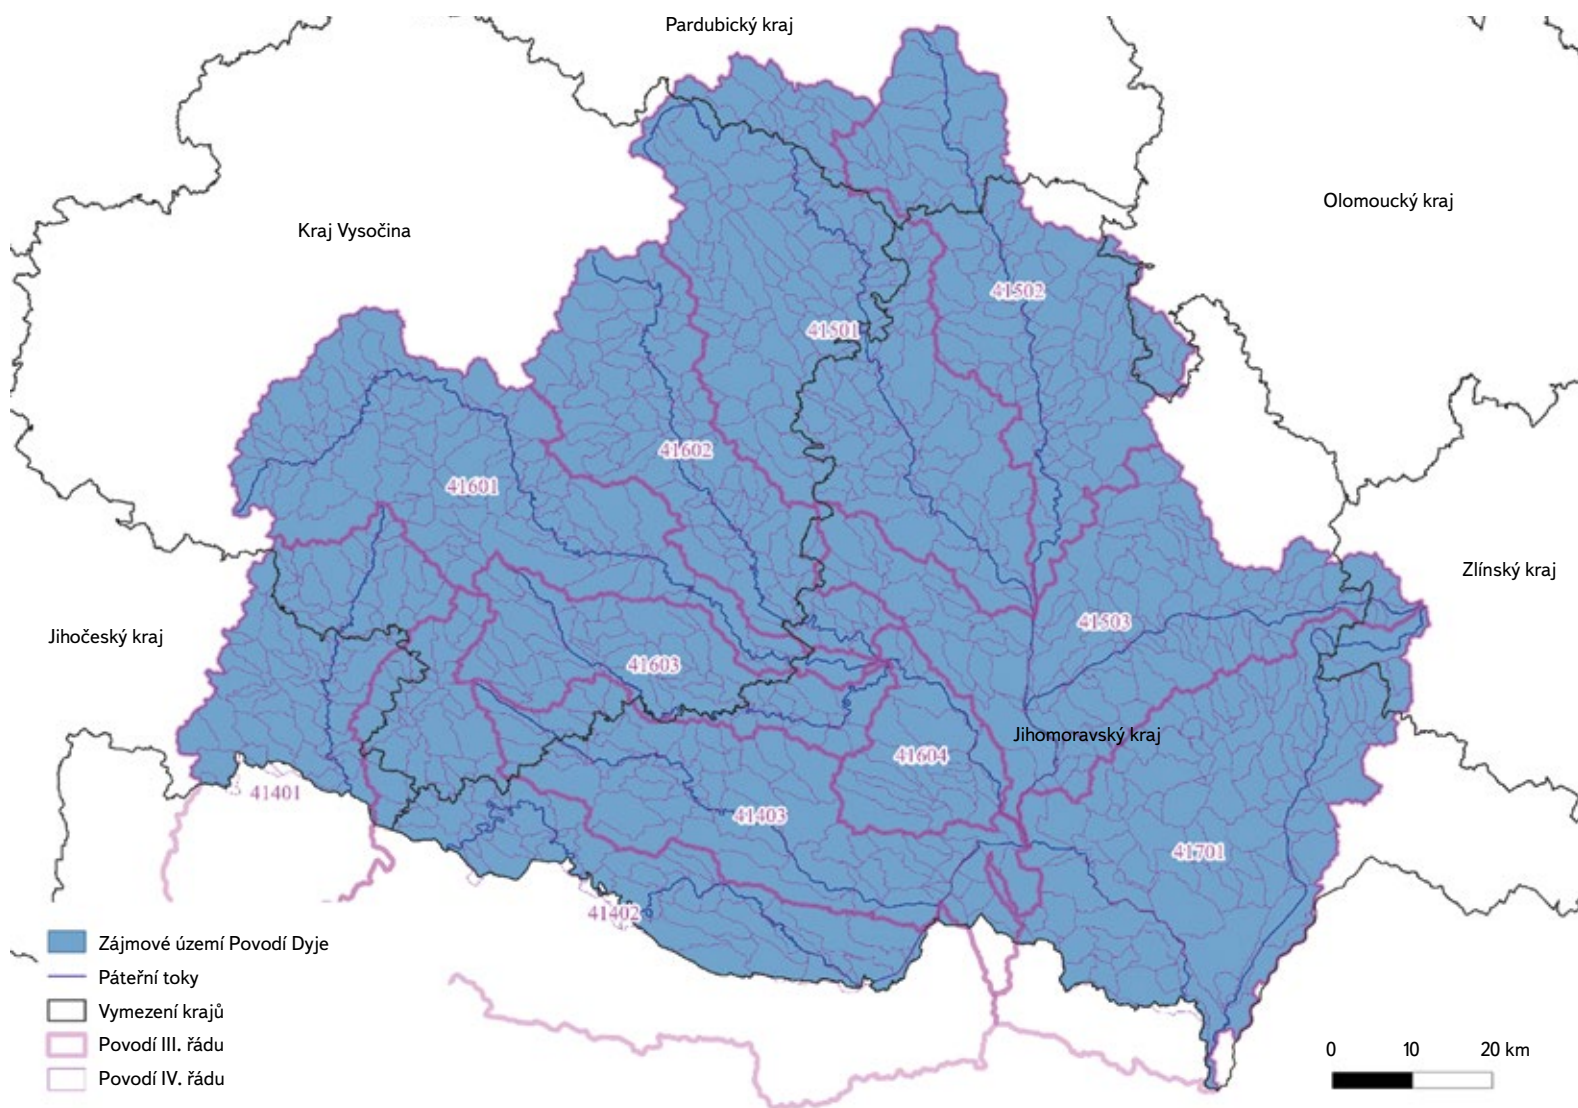 Pardubický kraj
Olomoucký kraj
Kraj Vysočina
41502
41501
41602
41601
Zlínský kraj
41503
Jihočeský kraj
41603
Jihomoravský kraj
41604
41401
41403
41701
41402
Zájmové území Povodí Dyje
Páteřní toky
Vymezení krajů
Povodí III. řádu
Povodí IV. řádu
0 10 20 km